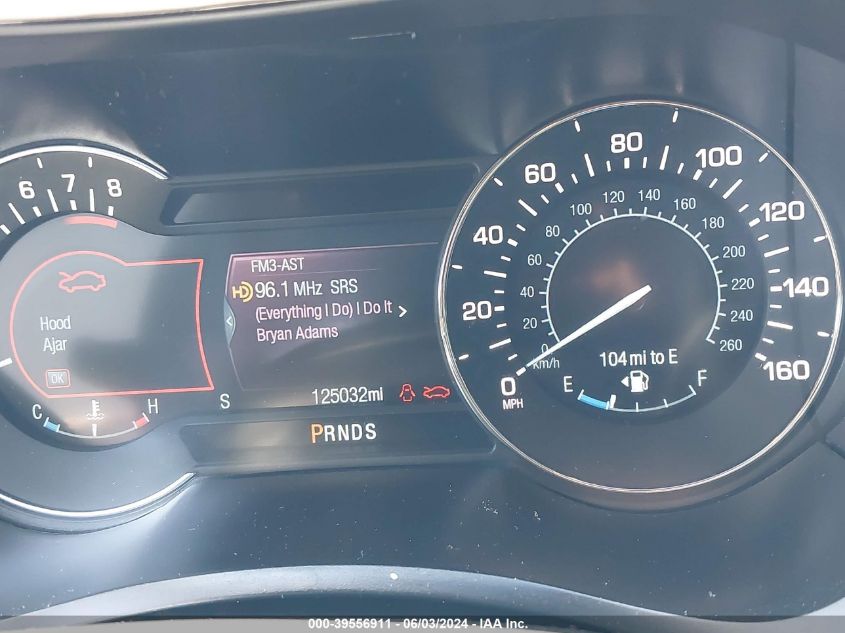 6 7 8
Hood
Ajar
OK
C H
FM3-AST
HD 96.1 MHz SRS
(Everything I Do) I Do It
Bryan Adams
S 125032mi
PRNDS
0 20 40 60 80 100 120 140 160
MPH
0 20 40 60 80 100 120 140 160 180 200 220 240 260
km/h
104 mi to E
E F
000-39556911 - 06/03/2024 - IAA Inc.